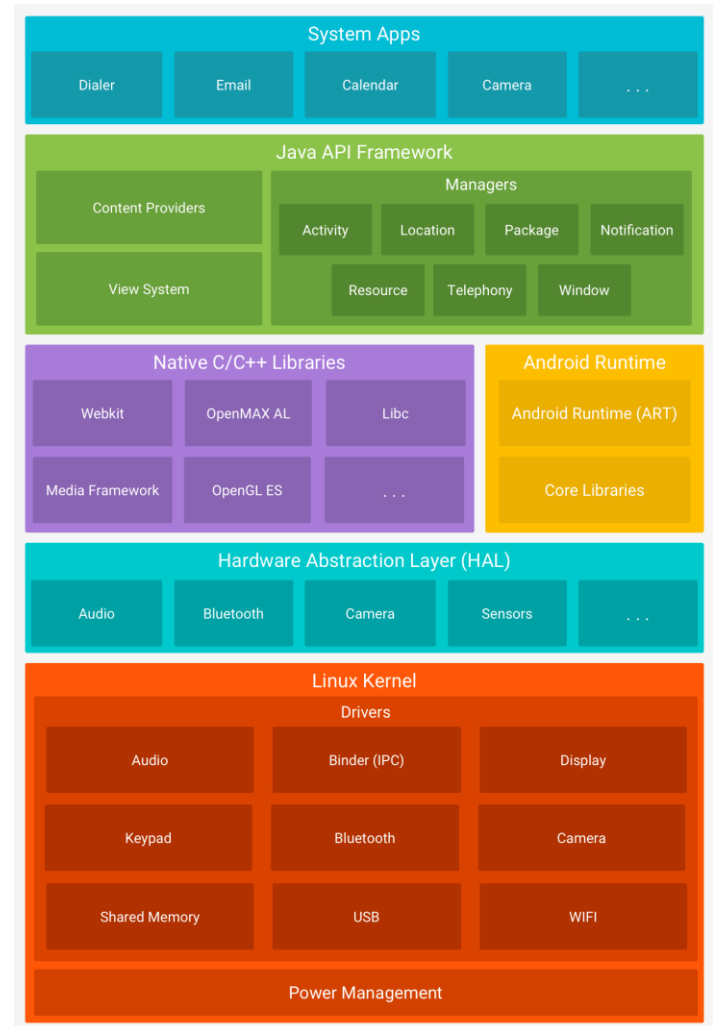 System Apps
Dialer
Email
Calendar
Camera
. . .
Java API Framework
Content Providers
View System
Managers
Activity
Location
Package
Notification
Resource
Telephony
Window
Native C/C++ Libraries
Webkit
OpenMAX AL
Libc
Media Framework
OpenGL ES
. . .
Android Runtime
Android Runtime (ART)
Core Libraries
Hardware Abstraction Layer (HAL)
Audio
Bluetooth
Camera
Sensors
. . .
Linux Kernel
Drivers
Audio
Binder (IPC)
Display
Keypad
Bluetooth
Camera
Shared Memory
USB
WIFI
Power Management